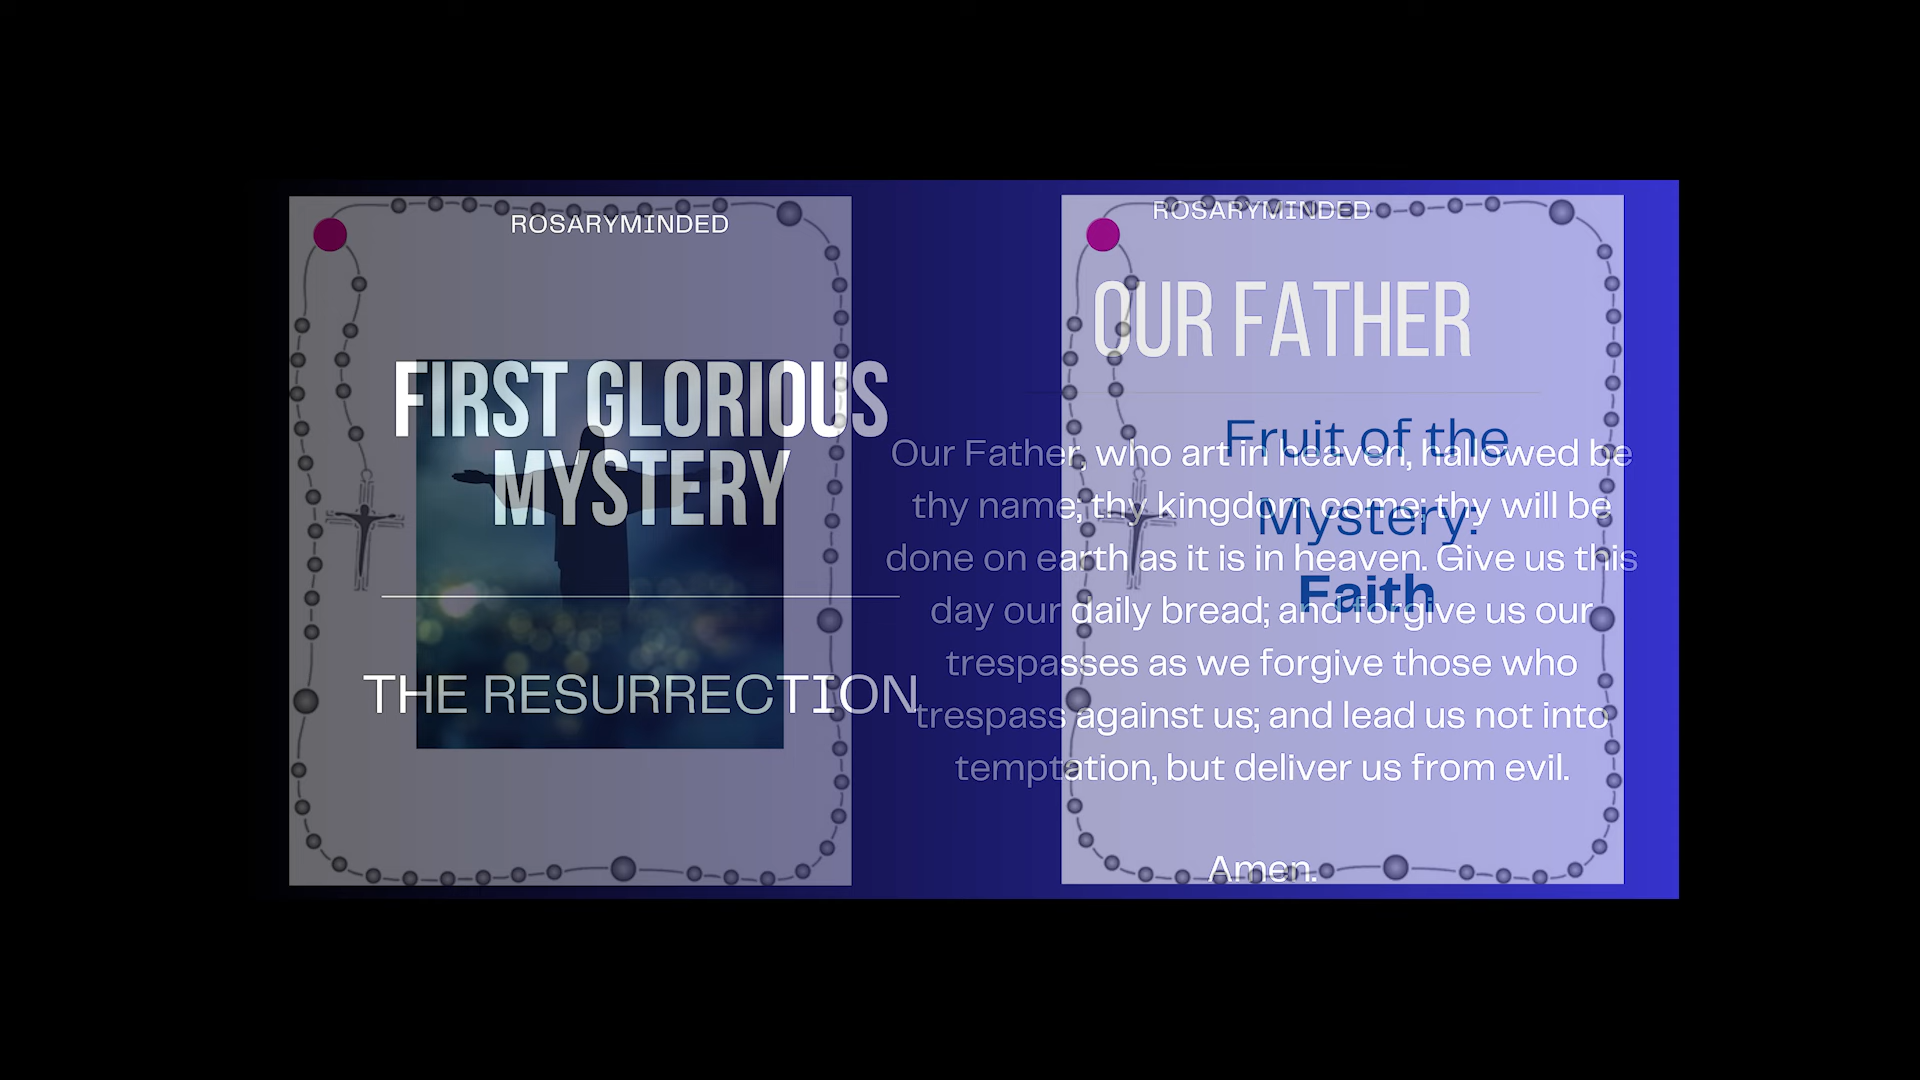 ROSARYMINDED
FIRST GLORIOUS
MYSTERY
THE RESURRECTION
ROSARYMINDED
OUR FATHER
Fruit of the
Mystery:
Faith
Our Father, who art in heaven, hallowed be
thy name; thy kingdom come; thy will be
done on earth as it is in heaven. Give us this
day our daily bread; and forgive us our
trespasses as we forgive those who
trespass against us; and lead us not into
temptation, but deliver us from evil.
Amen.